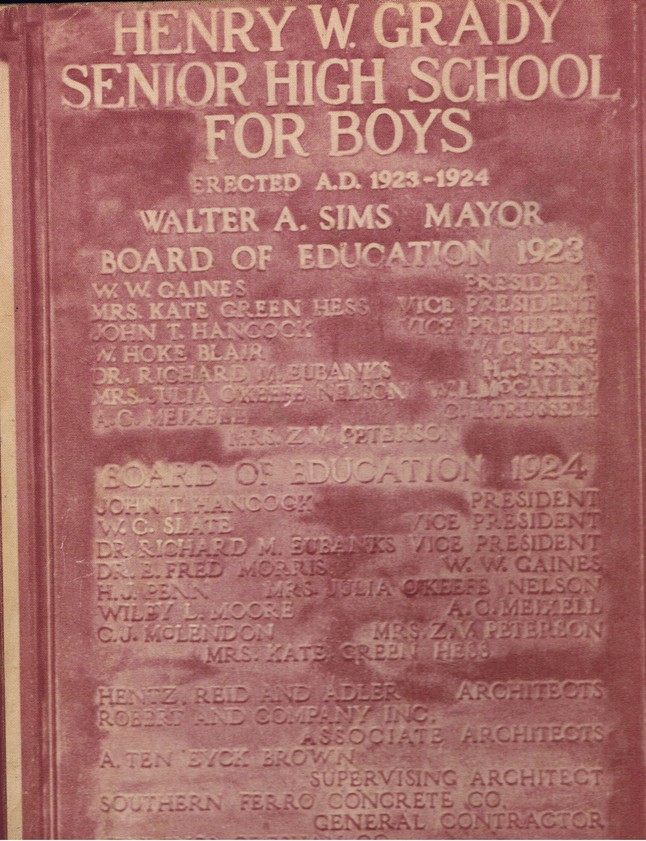 HENRY W. GRADY
SENIOR HIGH SCHOOL
FOR BOYS
ERECTED A.D. 1923-1924
WALTER A. SIMS MAYOR
BOARD OF EDUCATION 1923
W. W. GAINES PRESIDENT
MRS. KATE GREEN HESS VICE PRESIDENT
JOHN T. HANCOCK VICE PRESIDENT
W. HOKE BLAIR W. C. SLATE
DR. RICHARD M. EUBANKS H. J. PENN
MRS. JULIA O'KEEFE NELSON W. L. MCCALLEY
A. C. MEIXELL TRUSSELL
MRS. Z. V. PETERSON
BOARD OF EDUCATION 1924
JOHN T. HANCOCK PRESIDENT
W. C. SLATE VICE PRESIDENT
DR. RICHARD M. EUBANKS VICE PRESIDENT
DR. E. FRED MORRIS W. W. GAINES
H. J. PENN MRS. JULIA O'KEEFE NELSON
WILEY L. MOORE A. C. MEIXELL
C. J. MCLENDON MRS. Z. V. PETERSON
MRS. KATE GREEN HESS
HENTZ, REID AND ADLER ARCHITECTS
ROBERT AND COMPANY INC.
ASSOCIATE ARCHITECTS
A. TEN EYCK BROWN
SUPERVISING ARCHITECT
SOUTHERN FERRO CONCRETE CO.
GENERAL CONTRACTOR